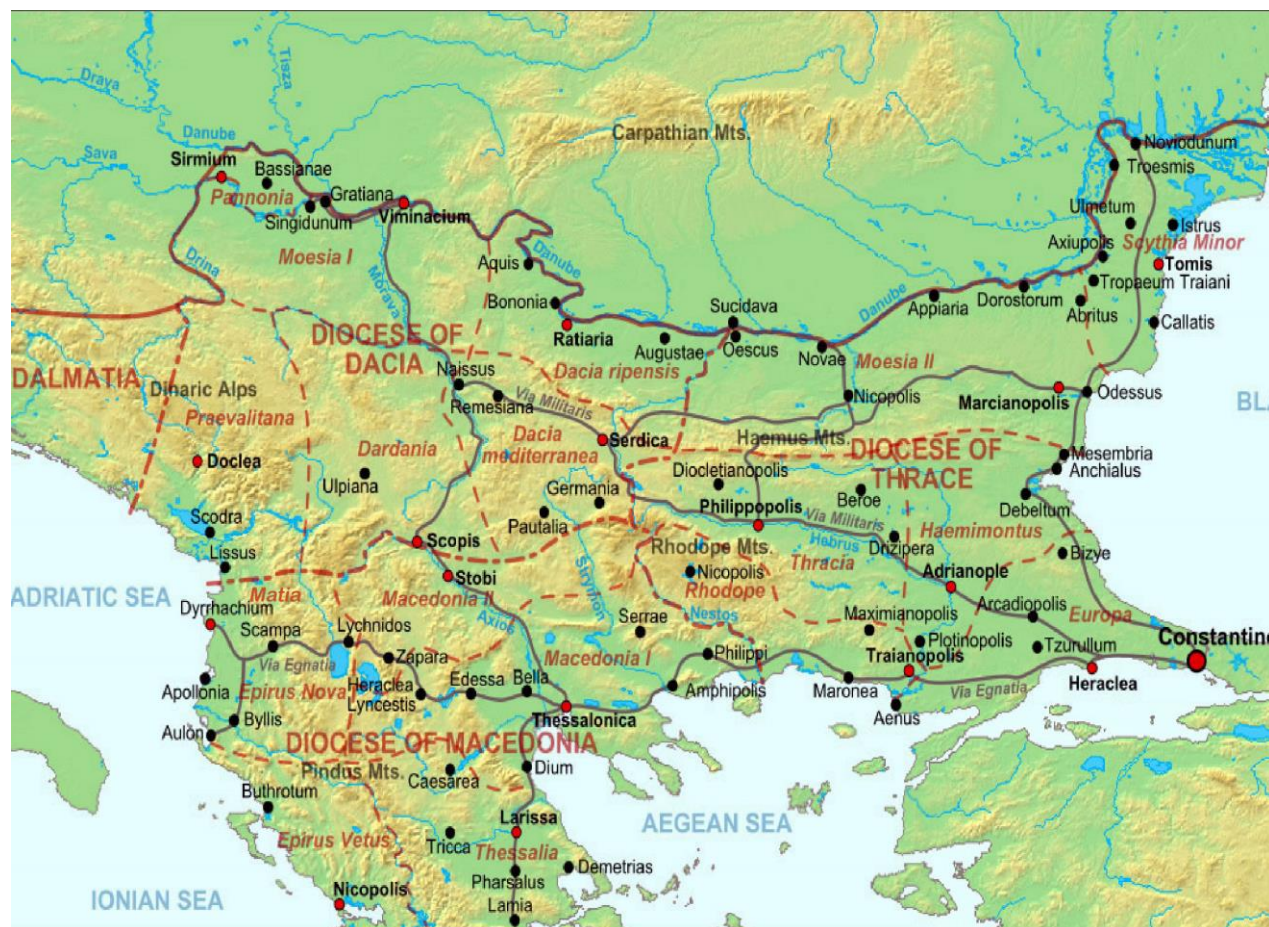 Drava
Tisza
Danube
Sava
Carpathian Mts.
Noviodunum
Sirmium
Bassianae
Troesmis
Pannonia
Gratiana
Singidunum
Viminacium
Ulmetum
Istrus
Axiupolis
Scythia Minor
Moesia I
Drina
Aquis
Danube
Tomis
Morava
Tropaeum Traiani
Bononia
Sucidava
Danube
Appiaria
Dorostorum
Abritus
DIOCESE OF
DACIA
Ratiaria
Callatis
Augustae
Oescus
Novae
Moesia II
DALMATIA
Dinaric Alps
Naissus
Dacia ripensis
Praevalitana
Remesiana
Via Militaris
Nicopolis
Marcianopolis
Odessus
BLA
Dardania
Dacia
mediterranea
Serdica
Haemus Mts.
DIOCESE OF
THRACE
Doclea
Mesembria
Anchialus
Ulpiana
Germania
Diocletianopolis
Beroe
Philippopolis
Debeltum
Scodra
Pautalia
Via Militaris
Haemimontus
Lissus
Scopis
Rhodope Mts.
Hebrus
Drizipera
Bizye
Stobi
Strymon
Nicopolis
Thracia
Adrianople
ADRIATIC SEA
Matia
Macedonia II
Rhodope
Dyrrhachium
Axios
Serrae
Nestos
Maximianopolis
Arcadiopolis
Europa
Scampa
Lychnidos
Plotinopolis
Tzurullum
Constantine
Via Egnatia
Zapara
Macedonia I
Philippi
Traianopolis
Apollonia
Epirus Nova
Heraclea
Lyncestis
Edessa
Bella
Amphipolis
Maronea
Via Egnatia
Heraclea
Byllis
Thessalonica
Aenus
Aulon
DIOCESE OF MACEDONIA
Pindus Mts.
Caesarea
Dium
Buthrotum
Larissa
AEGEAN SEA
Epirus Vetus
Tricca
Thessalia
Demetrias
Nicopolis
Pharsalus
IONIAN SEA
Lamia